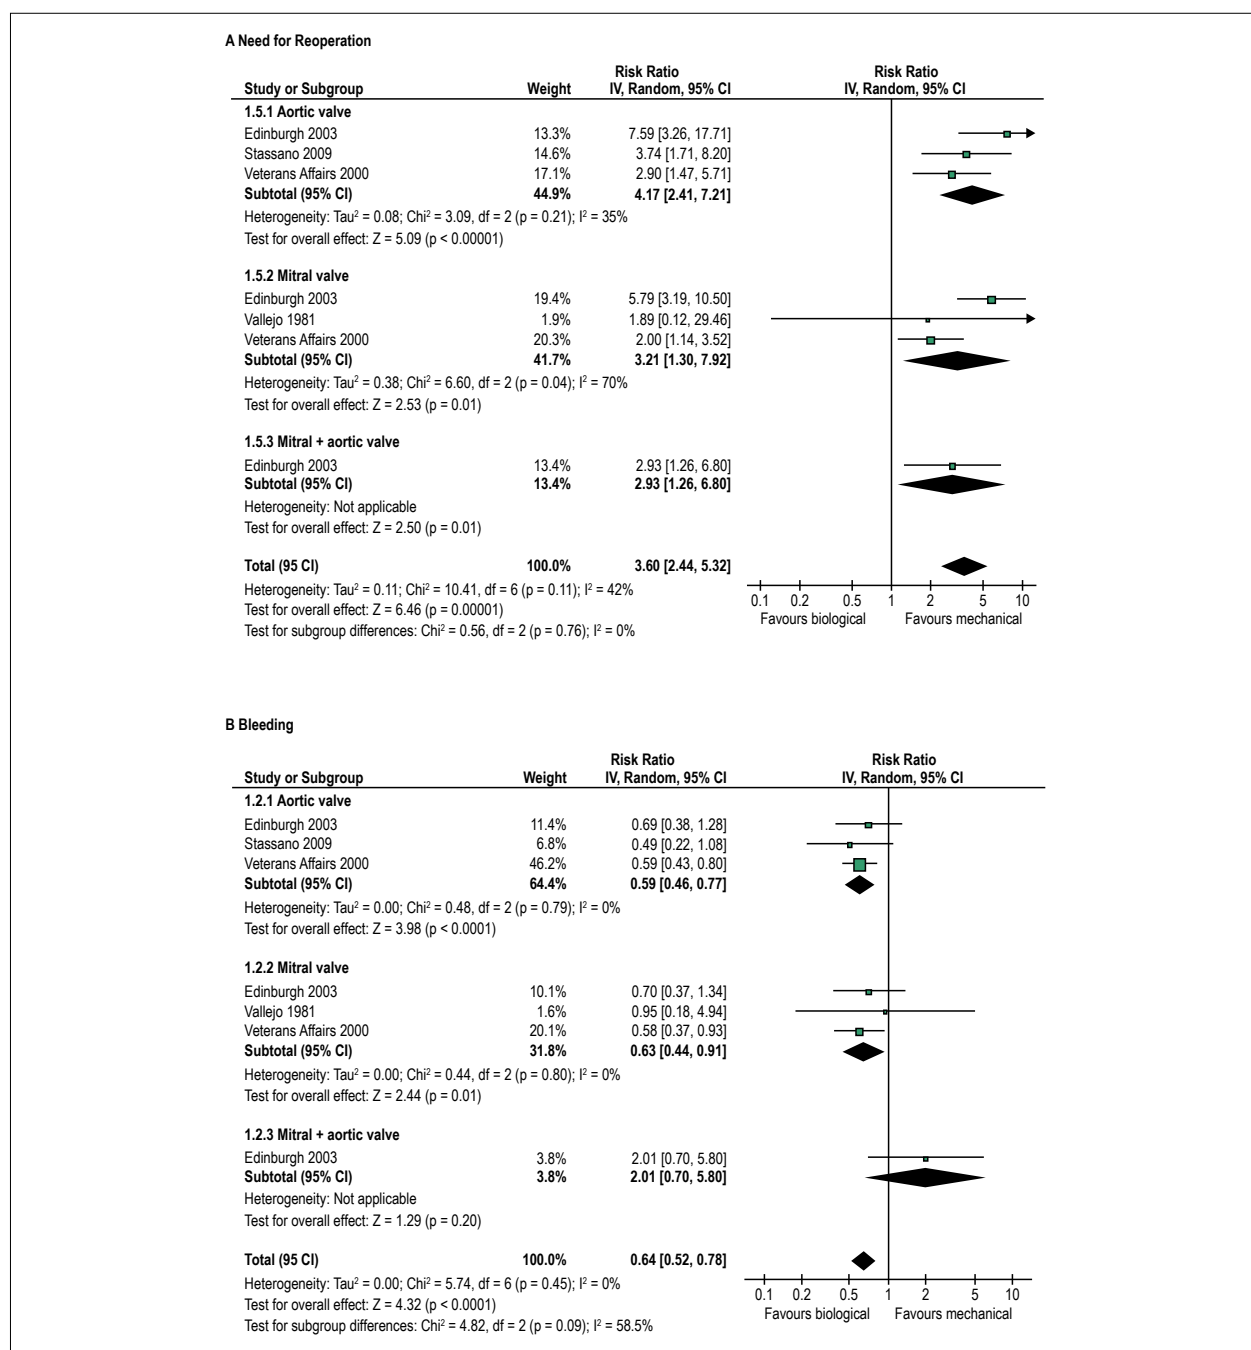 A Need for Reoperation
Risk Ratio Risk Ratio
Study or Subgroup Weight IV, Random, 95% CI IV, Random, 95% CI
1.5.1 Aortic valve
Edinburgh 2003 13.3% 7.59 [3.26, 17.71]
Stassano 2009 14.6% 3.74 [1.71, 8.20]
Veterans Affairs 2000 17.1% 2.90 [1.47, 5.71]
Subtotal (95% CI) 44.9% 4.17 [2.41, 7.21]
Heterogeneity: Tau² = 0.08; Chi² = 3.09, df = 2 (p = 0.21); I² = 35%
Test for overall effect: Z = 5.09 (p < 0.00001)
1.5.2 Mitral valve
Edinburgh 2003 19.4% 5.79 [3.19, 10.50]
Vallejo 1981 1.9% 1.89 [0.12, 29.46]
Veterans Affairs 2000 20.3% 2.00 [1.14, 3.52]
Subtotal (95% CI) 41.7% 3.21 [1.30, 7.92]
Heterogeneity: Tau² = 0.38; Chi² = 6.60, df = 2 (p = 0.04); I² = 70%
Test for overall effect: Z = 2.53 (p = 0.01)
1.5.3 Mitral + aortic valve
Edinburgh 2003 13.4% 2.93 [1.26, 6.80]
Subtotal (95% CI) 13.4% 2.93 [1.26, 6.80]
Heterogeneity: Not applicable
Test for overall effect: Z = 2.50 (p = 0.01)
Total (95 CI) 100.0% 3.60 [2.44, 5.32]
Heterogeneity: Tau² = 0.11; Chi² = 10.41, df = 6 (p = 0.11); I² = 42%
Test for overall effect: Z = 6.46 (p = 0.00001)
Test for subgroup differences: Chi² = 0.56, df = 2 (p = 0.76); I² = 0%
0.1 0.2 0.5 1 2 5 10
Favours biological Favours mechanical
B Bleeding
Risk Ratio Risk Ratio
Study or Subgroup Weight IV, Random, 95% CI IV, Random, 95% CI
1.2.1 Aortic valve
Edinburgh 2003 11.4% 0.69 [0.38, 1.28]
Stassano 2009 6.8% 0.49 [0.22, 1.08]
Veterans Affairs 2000 46.2% 0.59 [0.43, 0.80]
Subtotal (95% CI) 64.4% 0.59 [0.46, 0.77]
Heterogeneity: Tau² = 0.00; Chi² = 0.48, df = 2 (p = 0.79); I² = 0%
Test for overall effect: Z = 3.98 (p < 0.0001)
1.2.2 Mitral valve
Edinburgh 2003 10.1% 0.70 [0.37, 1.34]
Vallejo 1981 1.6% 0.95 [0.18, 4.94]
Veterans Affairs 2000 20.1% 0.58 [0.37, 0.93]
Subtotal (95% CI) 31.8% 0.63 [0.44, 0.91]
Heterogeneity: Tau² = 0.00; Chi² = 0.44, df = 2 (p = 0.80); I² = 0%
Test for overall effect: Z = 2.44 (p = 0.01)
1.2.3 Mitral + aortic valve
Edinburgh 2003 3.8% 2.01 [0.70, 5.80]
Subtotal (95% CI) 3.8% 2.01 [0.70, 5.80]
Heterogeneity: Not applicable
Test for overall effect: Z = 1.29 (p = 0.20)
Total (95 CI) 100.0% 0.64 [0.52, 0.78]
Heterogeneity: Tau² = 0.00; Chi² = 5.74, df = 6 (p = 0.45); I² = 0%
Test for overall effect: Z = 4.32 (p < 0.0001)
Test for subgroup differences: Chi² = 4.82, df = 2 (p = 0.09); I² = 58.5%
0.1 0.2 0.5 1 2 5 10
Favours biological Favours mechanical